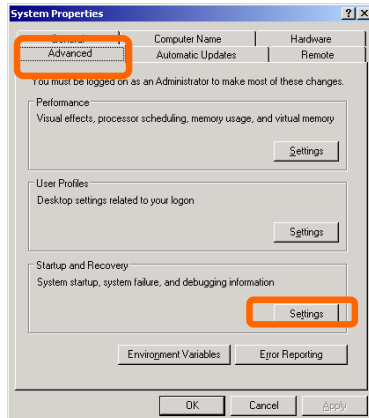 System Properties
General Computer Name Hardware
Advanced Automatic Updates Remote
You must be logged on as an Administrator to make most of these changes.
Performance
Visual effects, processor scheduling, memory usage, and virtual memory
Settings
User Profiles
Desktop settings related to your logon
Settings
Startup and Recovery
System startup, system failure, and debugging information
Settings
Environment Variables Error Reporting
OK Cancel Apply